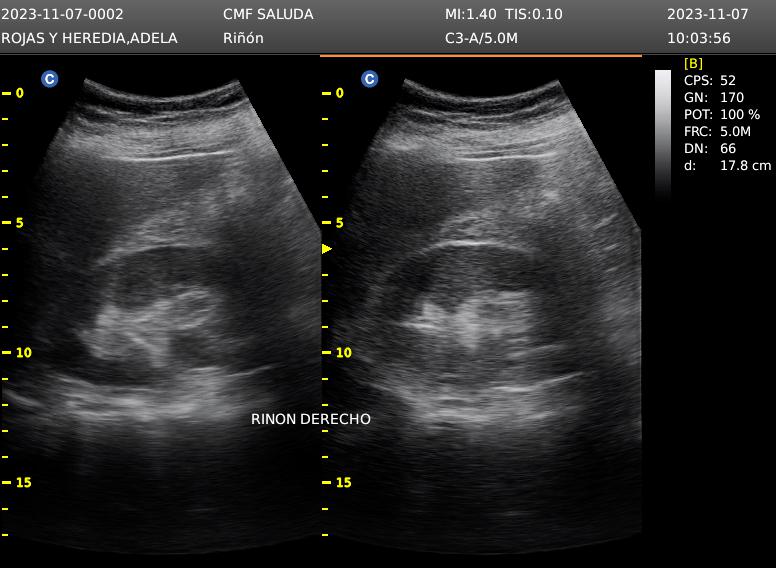 2023-11-07-0002 CMF SALUDA MI:1.40 TIS:0.10 2023-11-07
ROJAS Y HEREDIA,ADELA Riñón C3-A/5.0M 10:03:56
[B]
CPS: 52
GN: 170
POT: 100 %
FRC: 5.0M
DN: 66
d: 17.8 cm
C C
0 0
5 5
10 10
RINON DERECHO
15 15